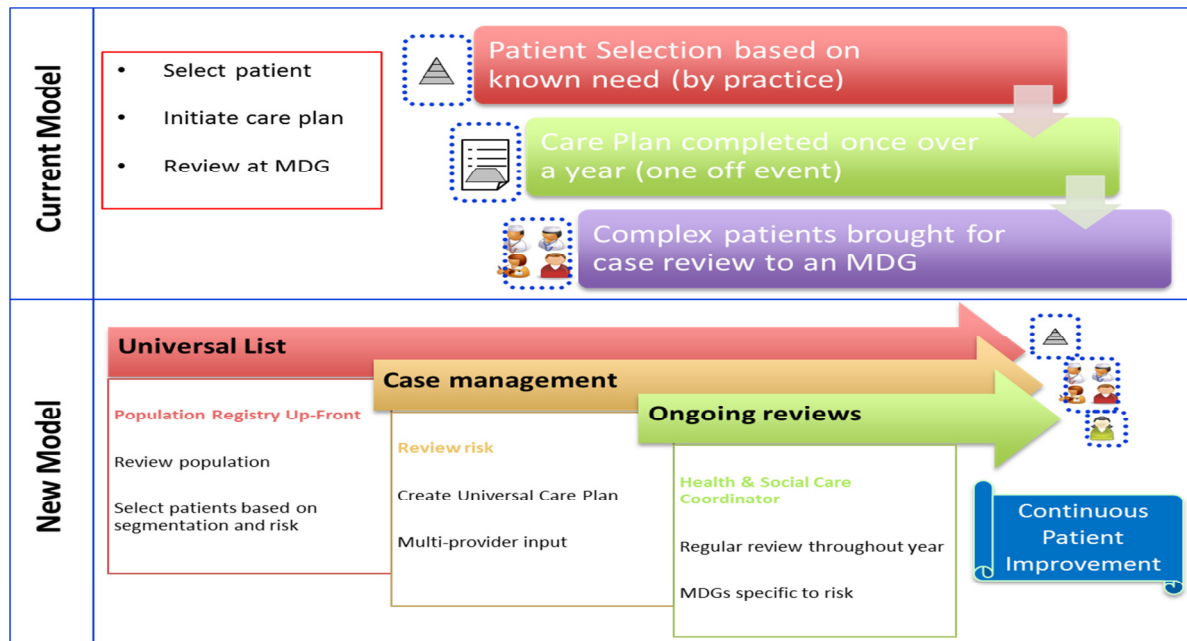 Current Model
• Select patient
• Initiate care plan
• Review at MDG
Patient Selection based on
known need (by practice)
Care Plan completed once over
a year (one off event)
Complex patients brought for
case review to an MDG
New Model
Universal List
Population Registry Up-Front
Review population
Select patients based on
segmentation and risk
Case management
Review risk
Create Universal Care Plan
Multi-provider input
Ongoing reviews
Health & Social Care
Coordinator
Regular review throughout year
MDGs specific to risk
Continuous
Patient
Improvement